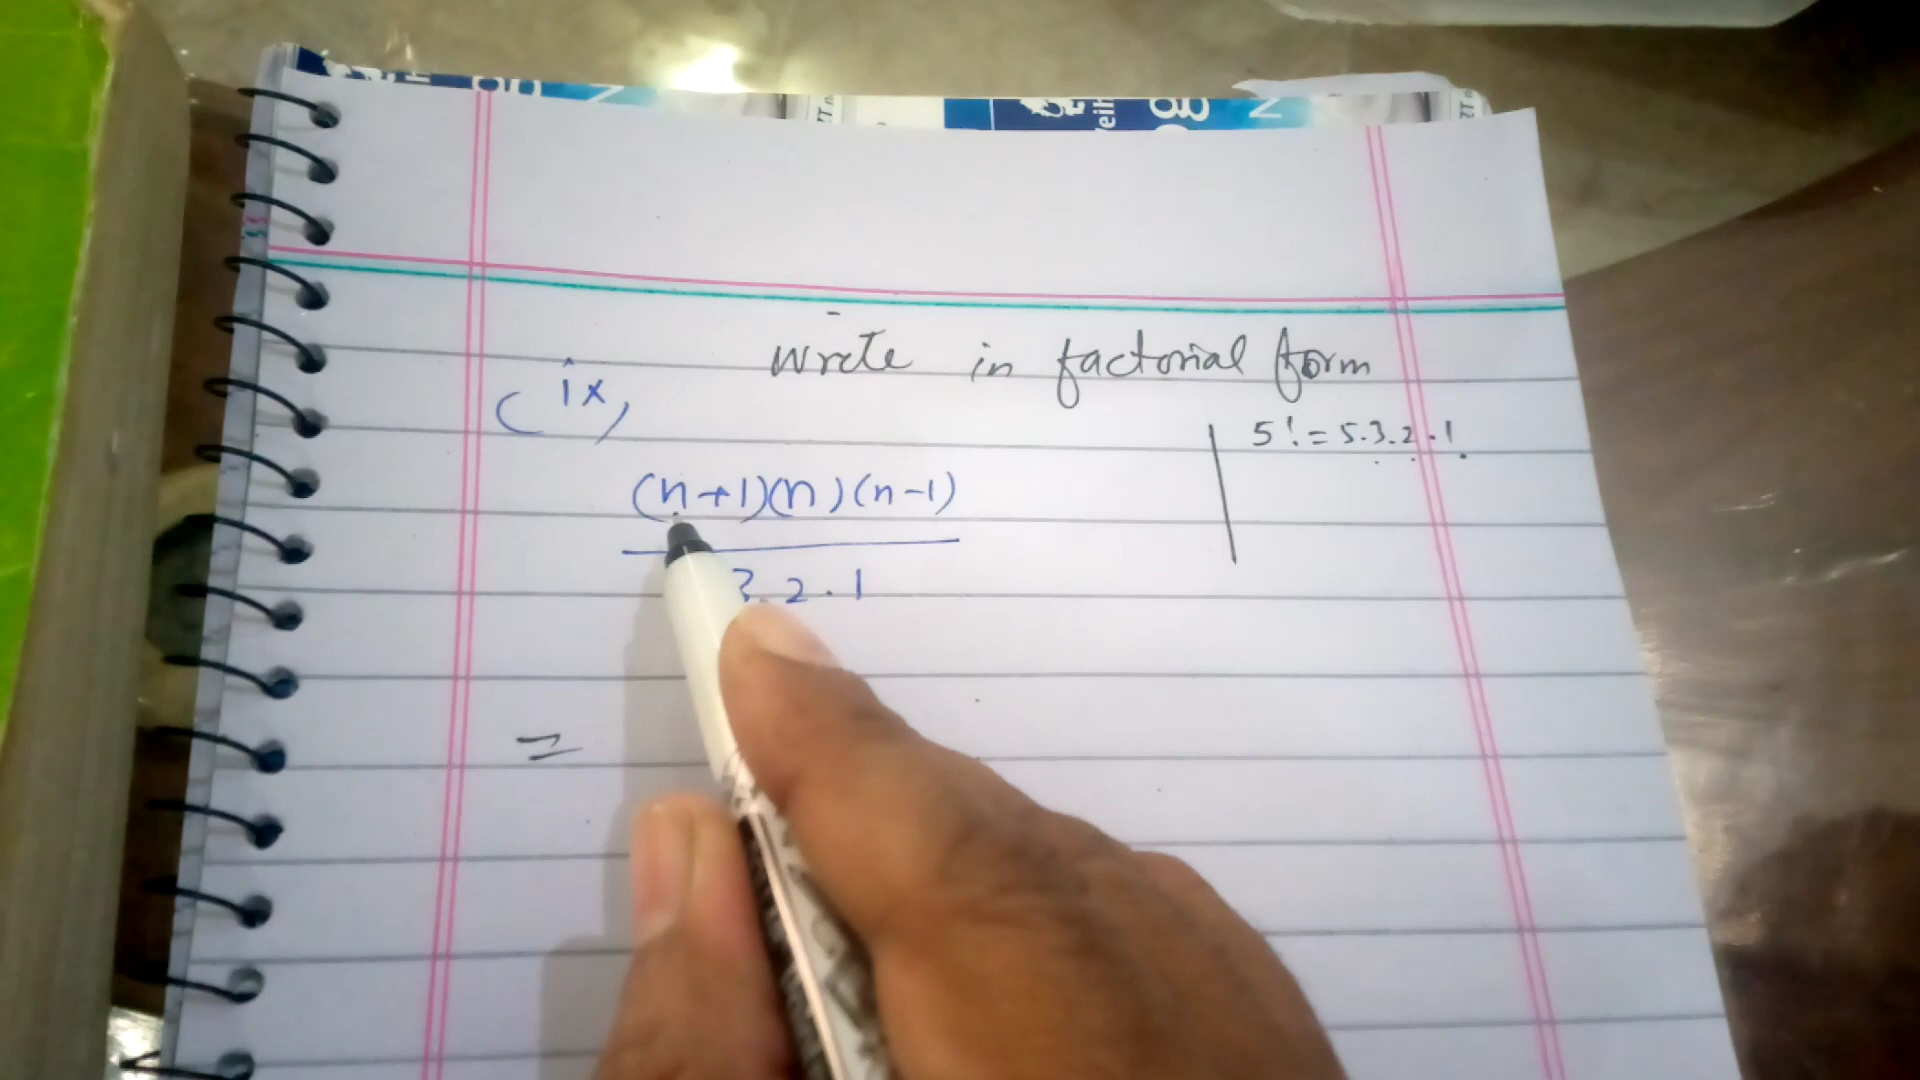 write in factorial form
(ix)
5! = 5.3.2.1
(n+1)(n)(n-1)
3.2.1
=